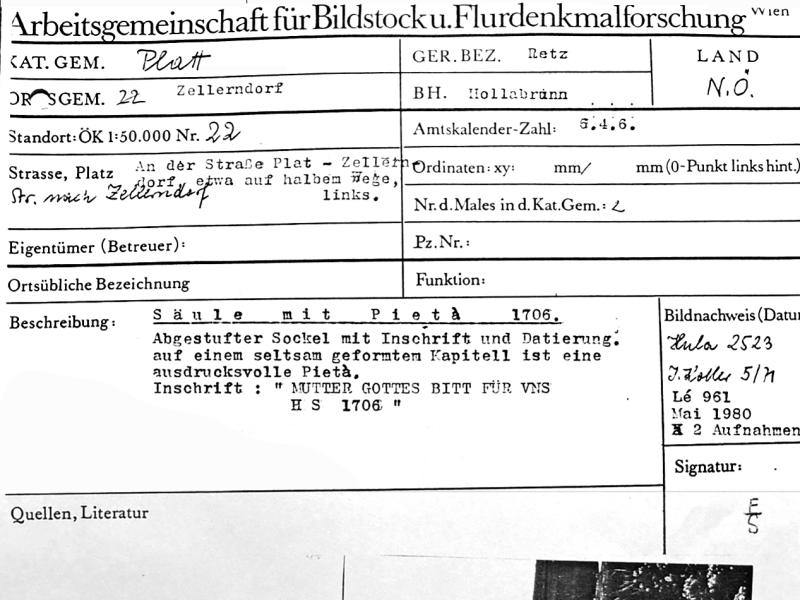 Arbeitsgemeinschaft für Bildstock u. Flurdenkmalforschung Wien
KAT. GEM. Platt
GER. BEZ. Retz
LAND
N.Ö.
ORTSGEM. 22 Zellerndorf
BH. Hollabrunn
Standort: ÖK 1:50.000 Nr. 22
Amtskalender-Zahl: 6.4.6.
Strasse, Platz An der Straße Plat - Zellern-
dorf, etwa auf halbem Wege,
Str. nach Zellerndorf links.
Ordinaten: xy: mm/ mm (0-Punkt links hint.)
Nr. d. Males in d. Kat. Gem.: 2
Eigentümer (Betreuer):
Pz. Nr.:
Ortsübliche Bezeichnung
Funktion:
Beschreibung: Säule mit Pietà 1706.
Abgestufter Sockel mit Inschrift und Datierung.
auf einem seltsam geformten Kapitell ist eine
ausdrucksvolle Pietà.
Inschrift : " MUTTER GOTTES BITT FÜR VNS
H S 1706 "
Bildnachweis (Datu
Hula 2523
5/71
Lé 961
Mai 1980
2 Aufnahmen
Signatur:
E/S
Quellen, Literatur